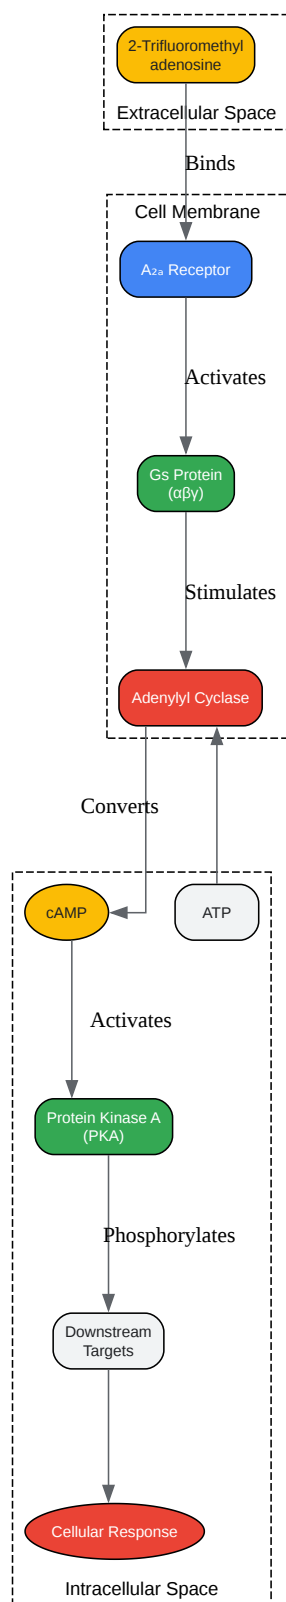 2-Trifluoromethyl
adenosine
Extracellular Space
Binds
Cell Membrane
A₂ₐ Receptor
Activates
Gs Protein
(αβγ)
Stimulates
Adenylyl Cyclase
Converts
cAMP
ATP
Activates
Protein Kinase A
(PKA)
Phosphorylates
Downstream
Targets
Cellular Response
Intracellular Space